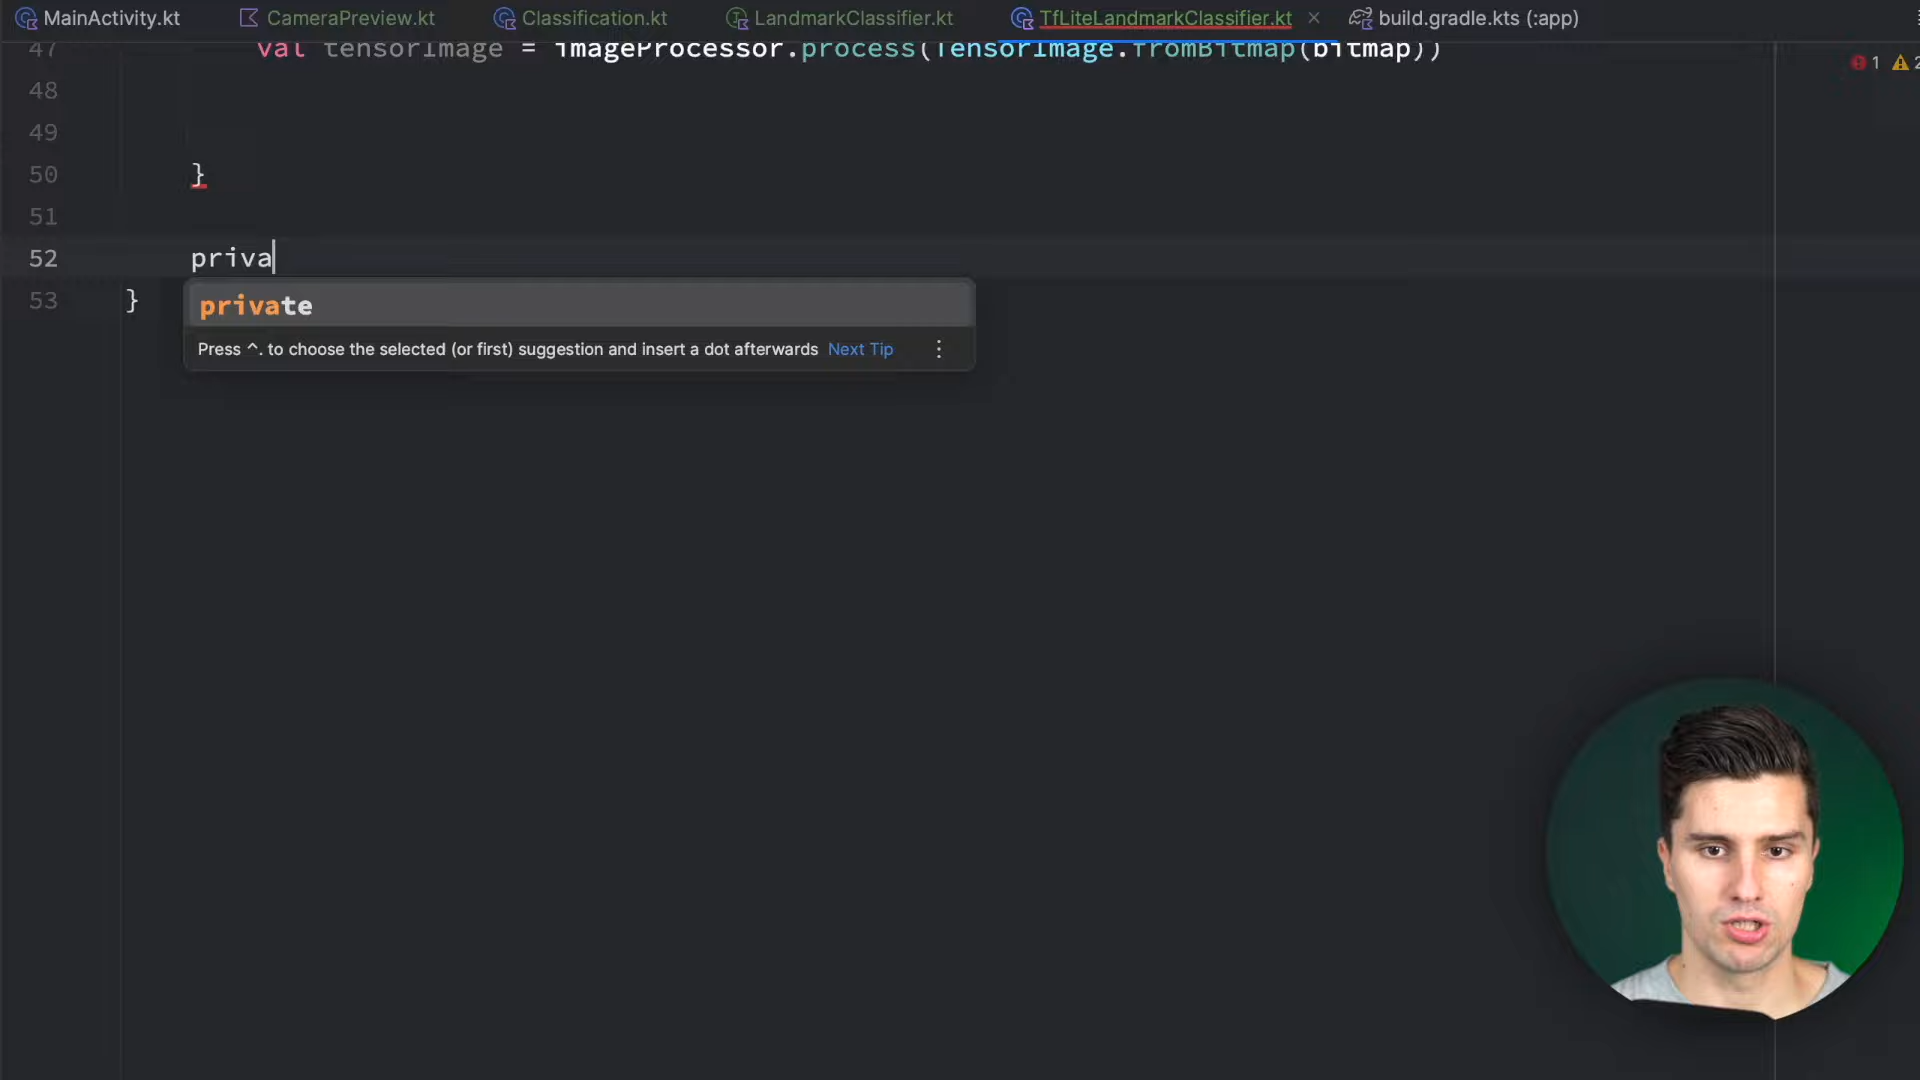 MainActivity.kt CameraPreview.kt Classification.kt LandmarkClassifier.kt TfLiteLandmarkClassifier.kt build.gradle.kts (:app)
47 val tensorImage = imageProcessor.process(TensorImage.fromBitmap(bitmap))
1 2
48
49
50 }
51
52 priva
53 }
private
Press ^. to choose the selected (or first) suggestion and insert a dot afterwards Next Tip